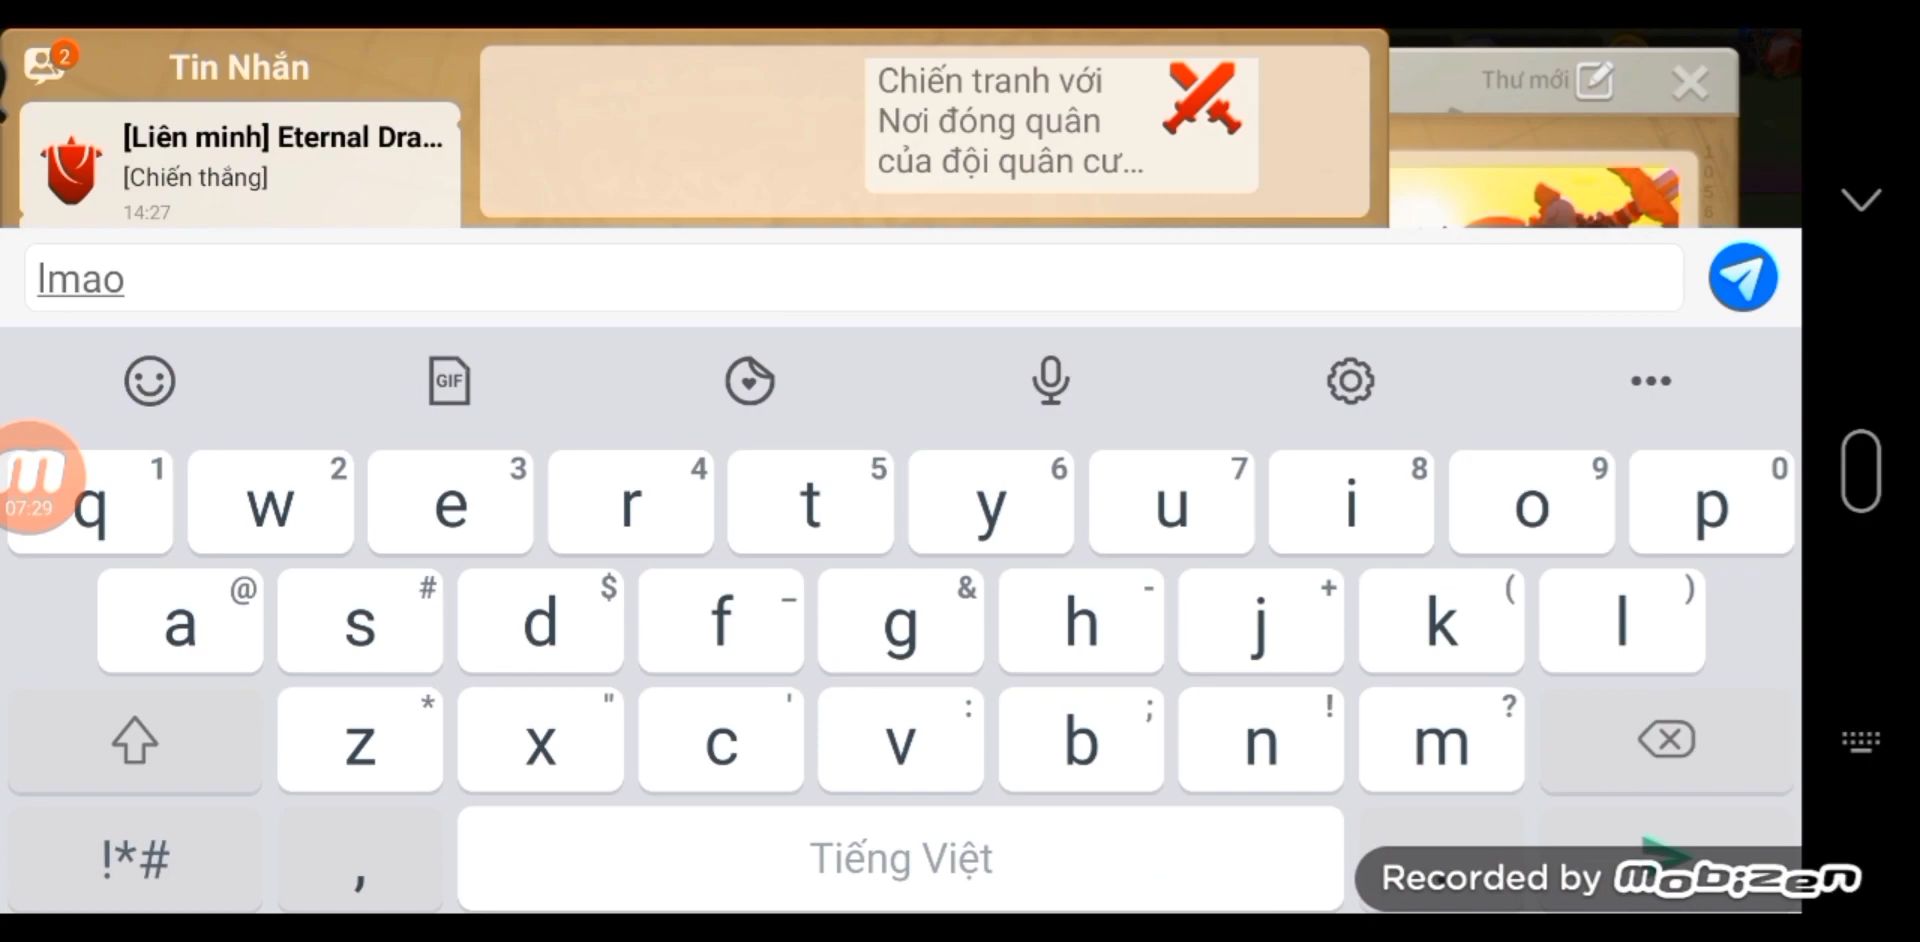 2
Tin Nhắn
[Liên minh] Eternal Dra...
[Chiến thắng]
14:27
Chiến tranh với
Nơi đóng quân
của đội quân cư...
Thư mới
lmao
GIF
07:29
q 1 w 2 e 3 r 4 t 5 y 6 u 7 i 8 o 9 p 0
a @ s # d $ f _ g & h - j + k ( l )
z * x " c ' v : b ; n ! m ?
!*# , Tiếng Việt
Recorded by Mobizen